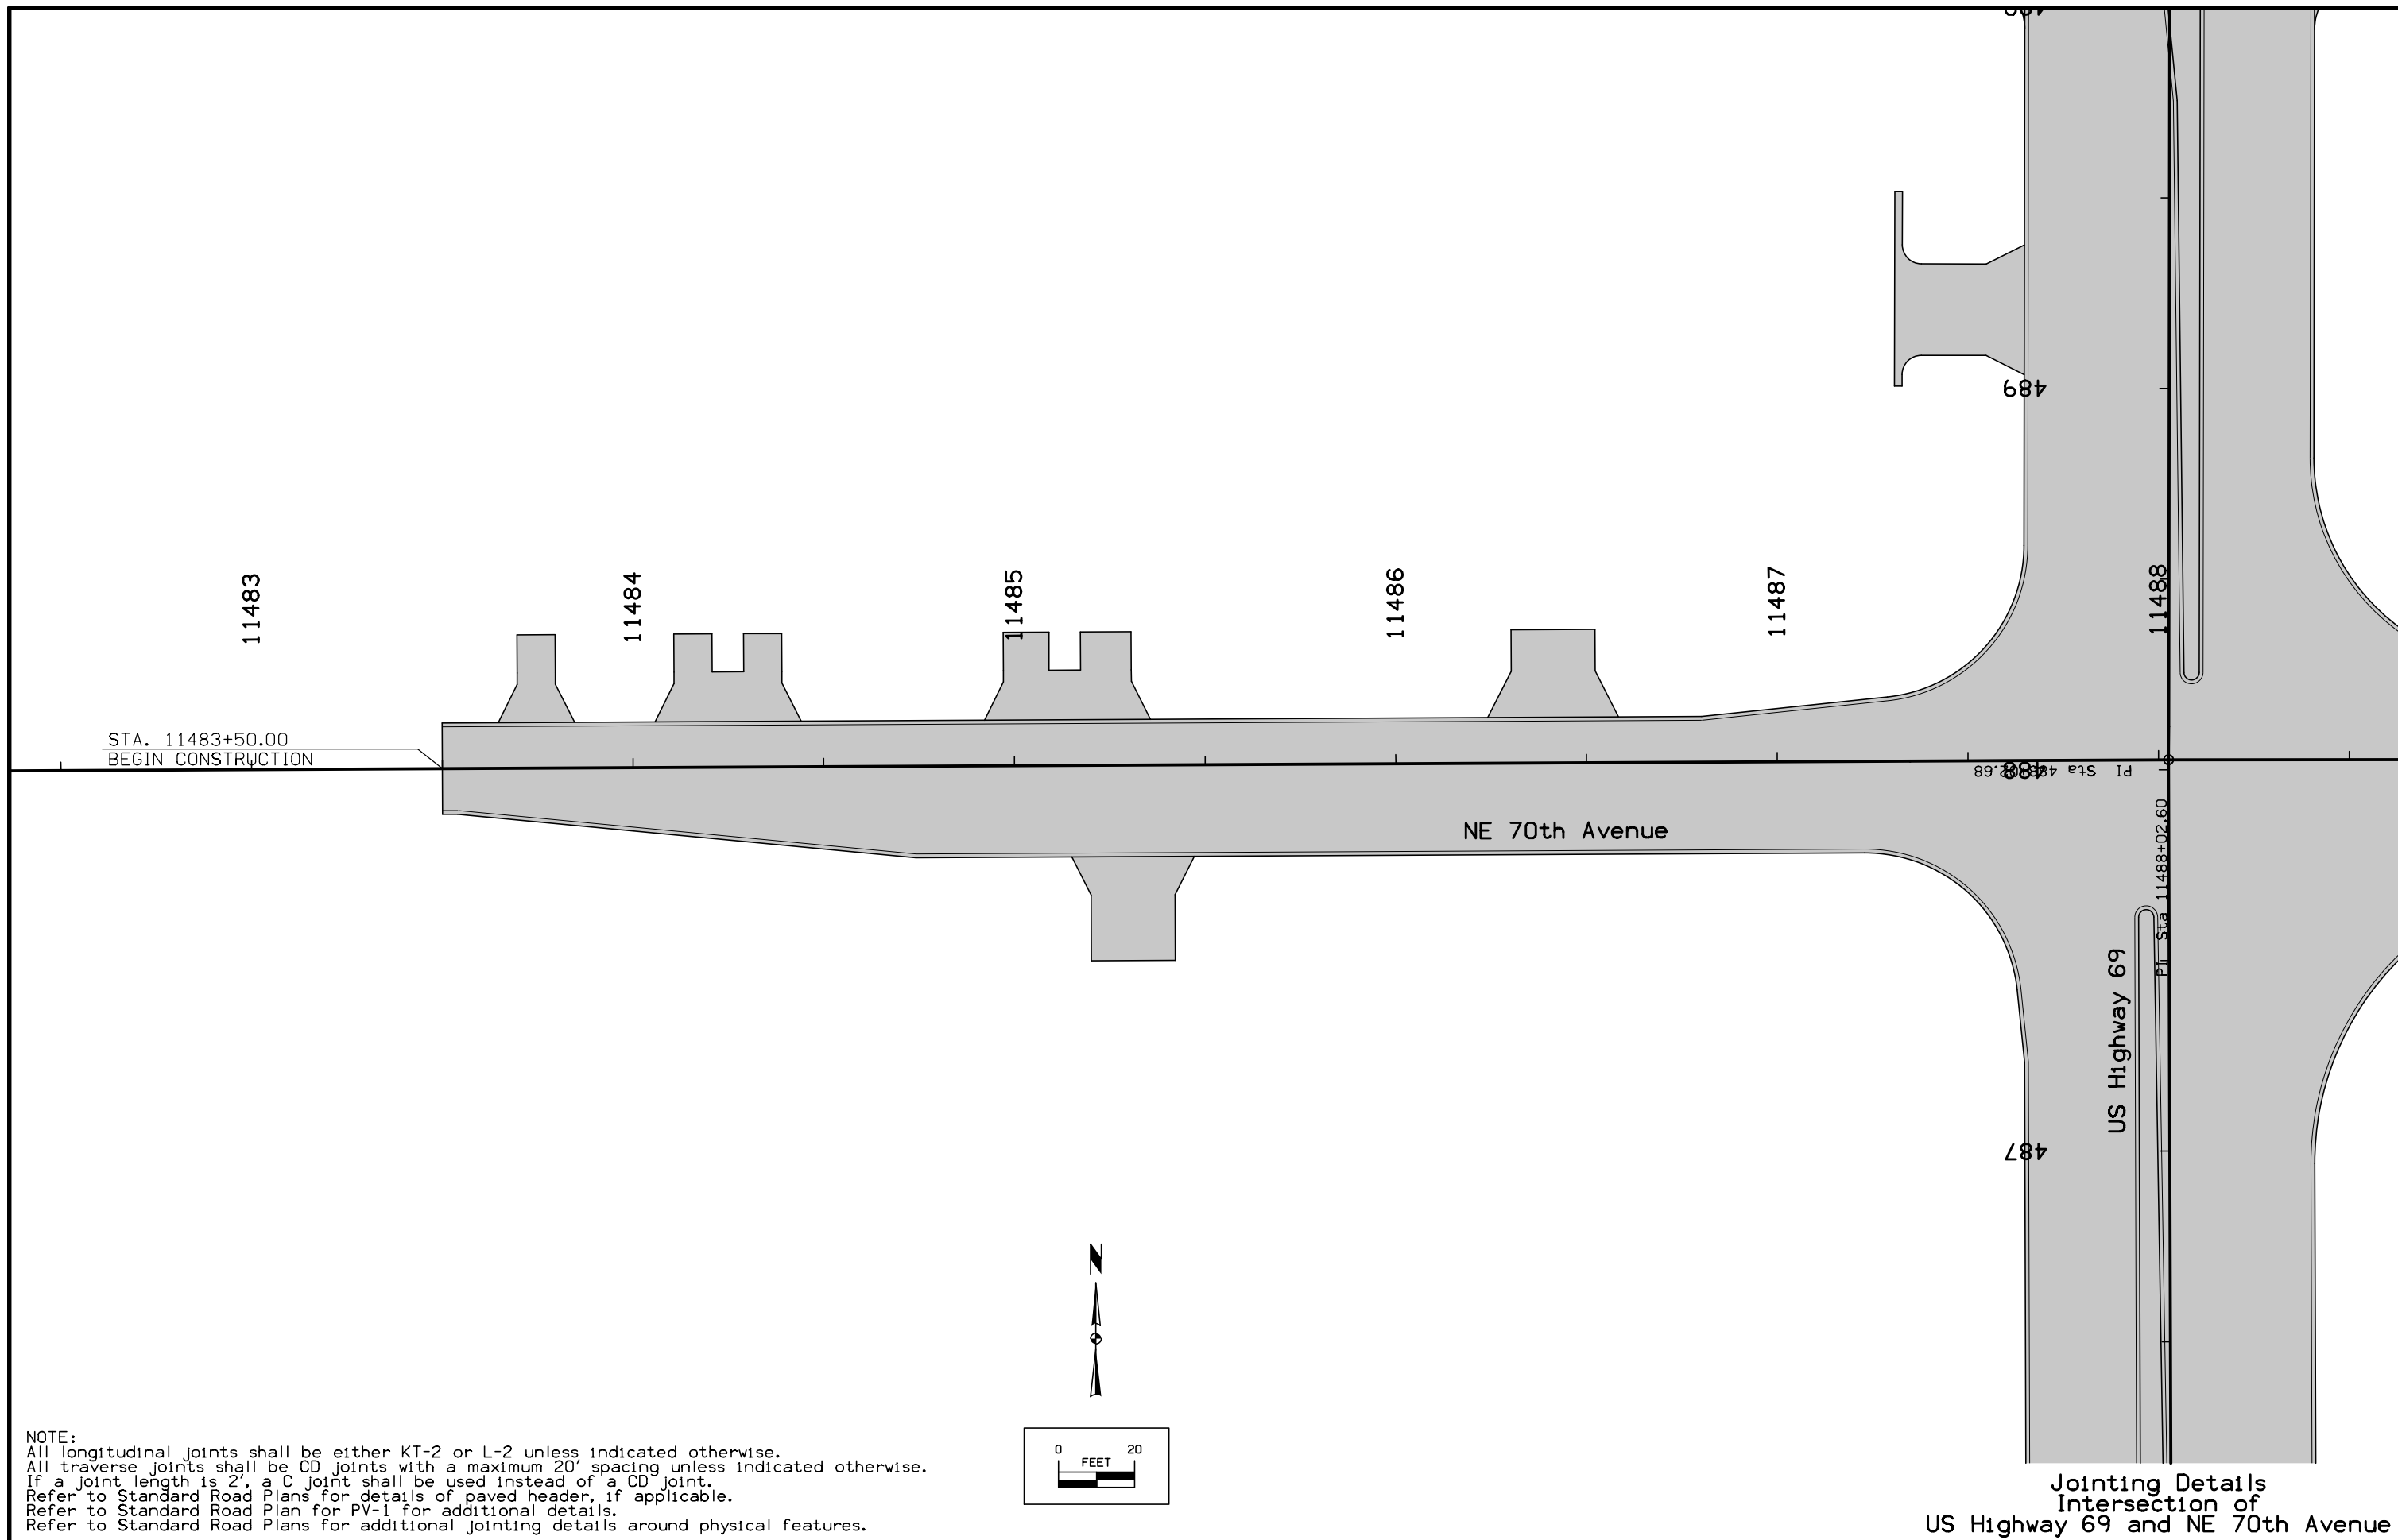 489
11483
11484
11485
11486
11487
11488
STA. 11483+50.00
BEGIN CONSTRUCTION
488
PI Sta
NE 70th Avenue
PI Sta 11488+02.60
US Highway 69
487
N
0 20
FEET
NOTE:
All longitudinal joints shall be either KT-2 or L-2 unless indicated otherwise.
All traverse joints shall be CD joints with a maximum 20' spacing unless indicated otherwise.
If a joint length is 2', a C joint shall be used instead of a CD joint.
Refer to Standard Road Plans for details of paved header, if applicable.
Refer to Standard Road Plan for PV-1 for additional details.
Refer to Standard Road Plans for additional jointing details around physical features.
Jointing Details
Intersection of
US Highway 69 and NE 70th Avenue